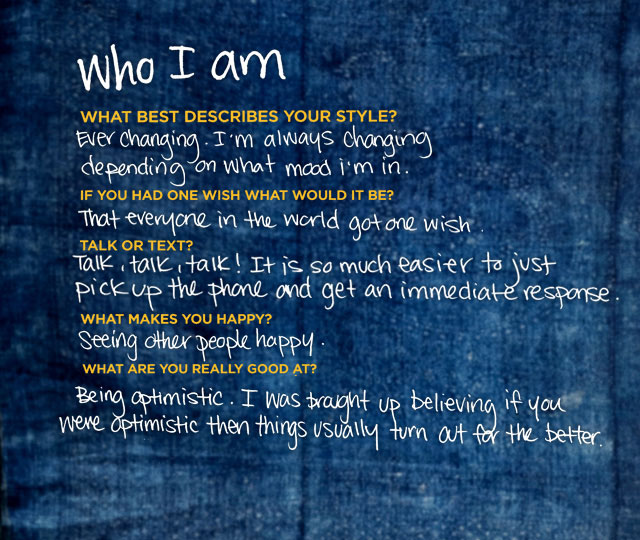 Who I am
WHAT BEST DESCRIBES YOUR STYLE?
Ever changing. I'm always changing
depending on what mood i'm in.
IF YOU HAD ONE WISH WHAT WOULD IT BE?
That everyone in the world got one wish.
TALK OR TEXT?
Talk, talk, talk! It is so much easier to just
pick up the phone and get an immediate response.
WHAT MAKES YOU HAPPY?
Seeing other people happy.
WHAT ARE YOU REALLY GOOD AT?
Being optimistic. I was braught up believing if you
were optimistic then things usually turn out for the better.